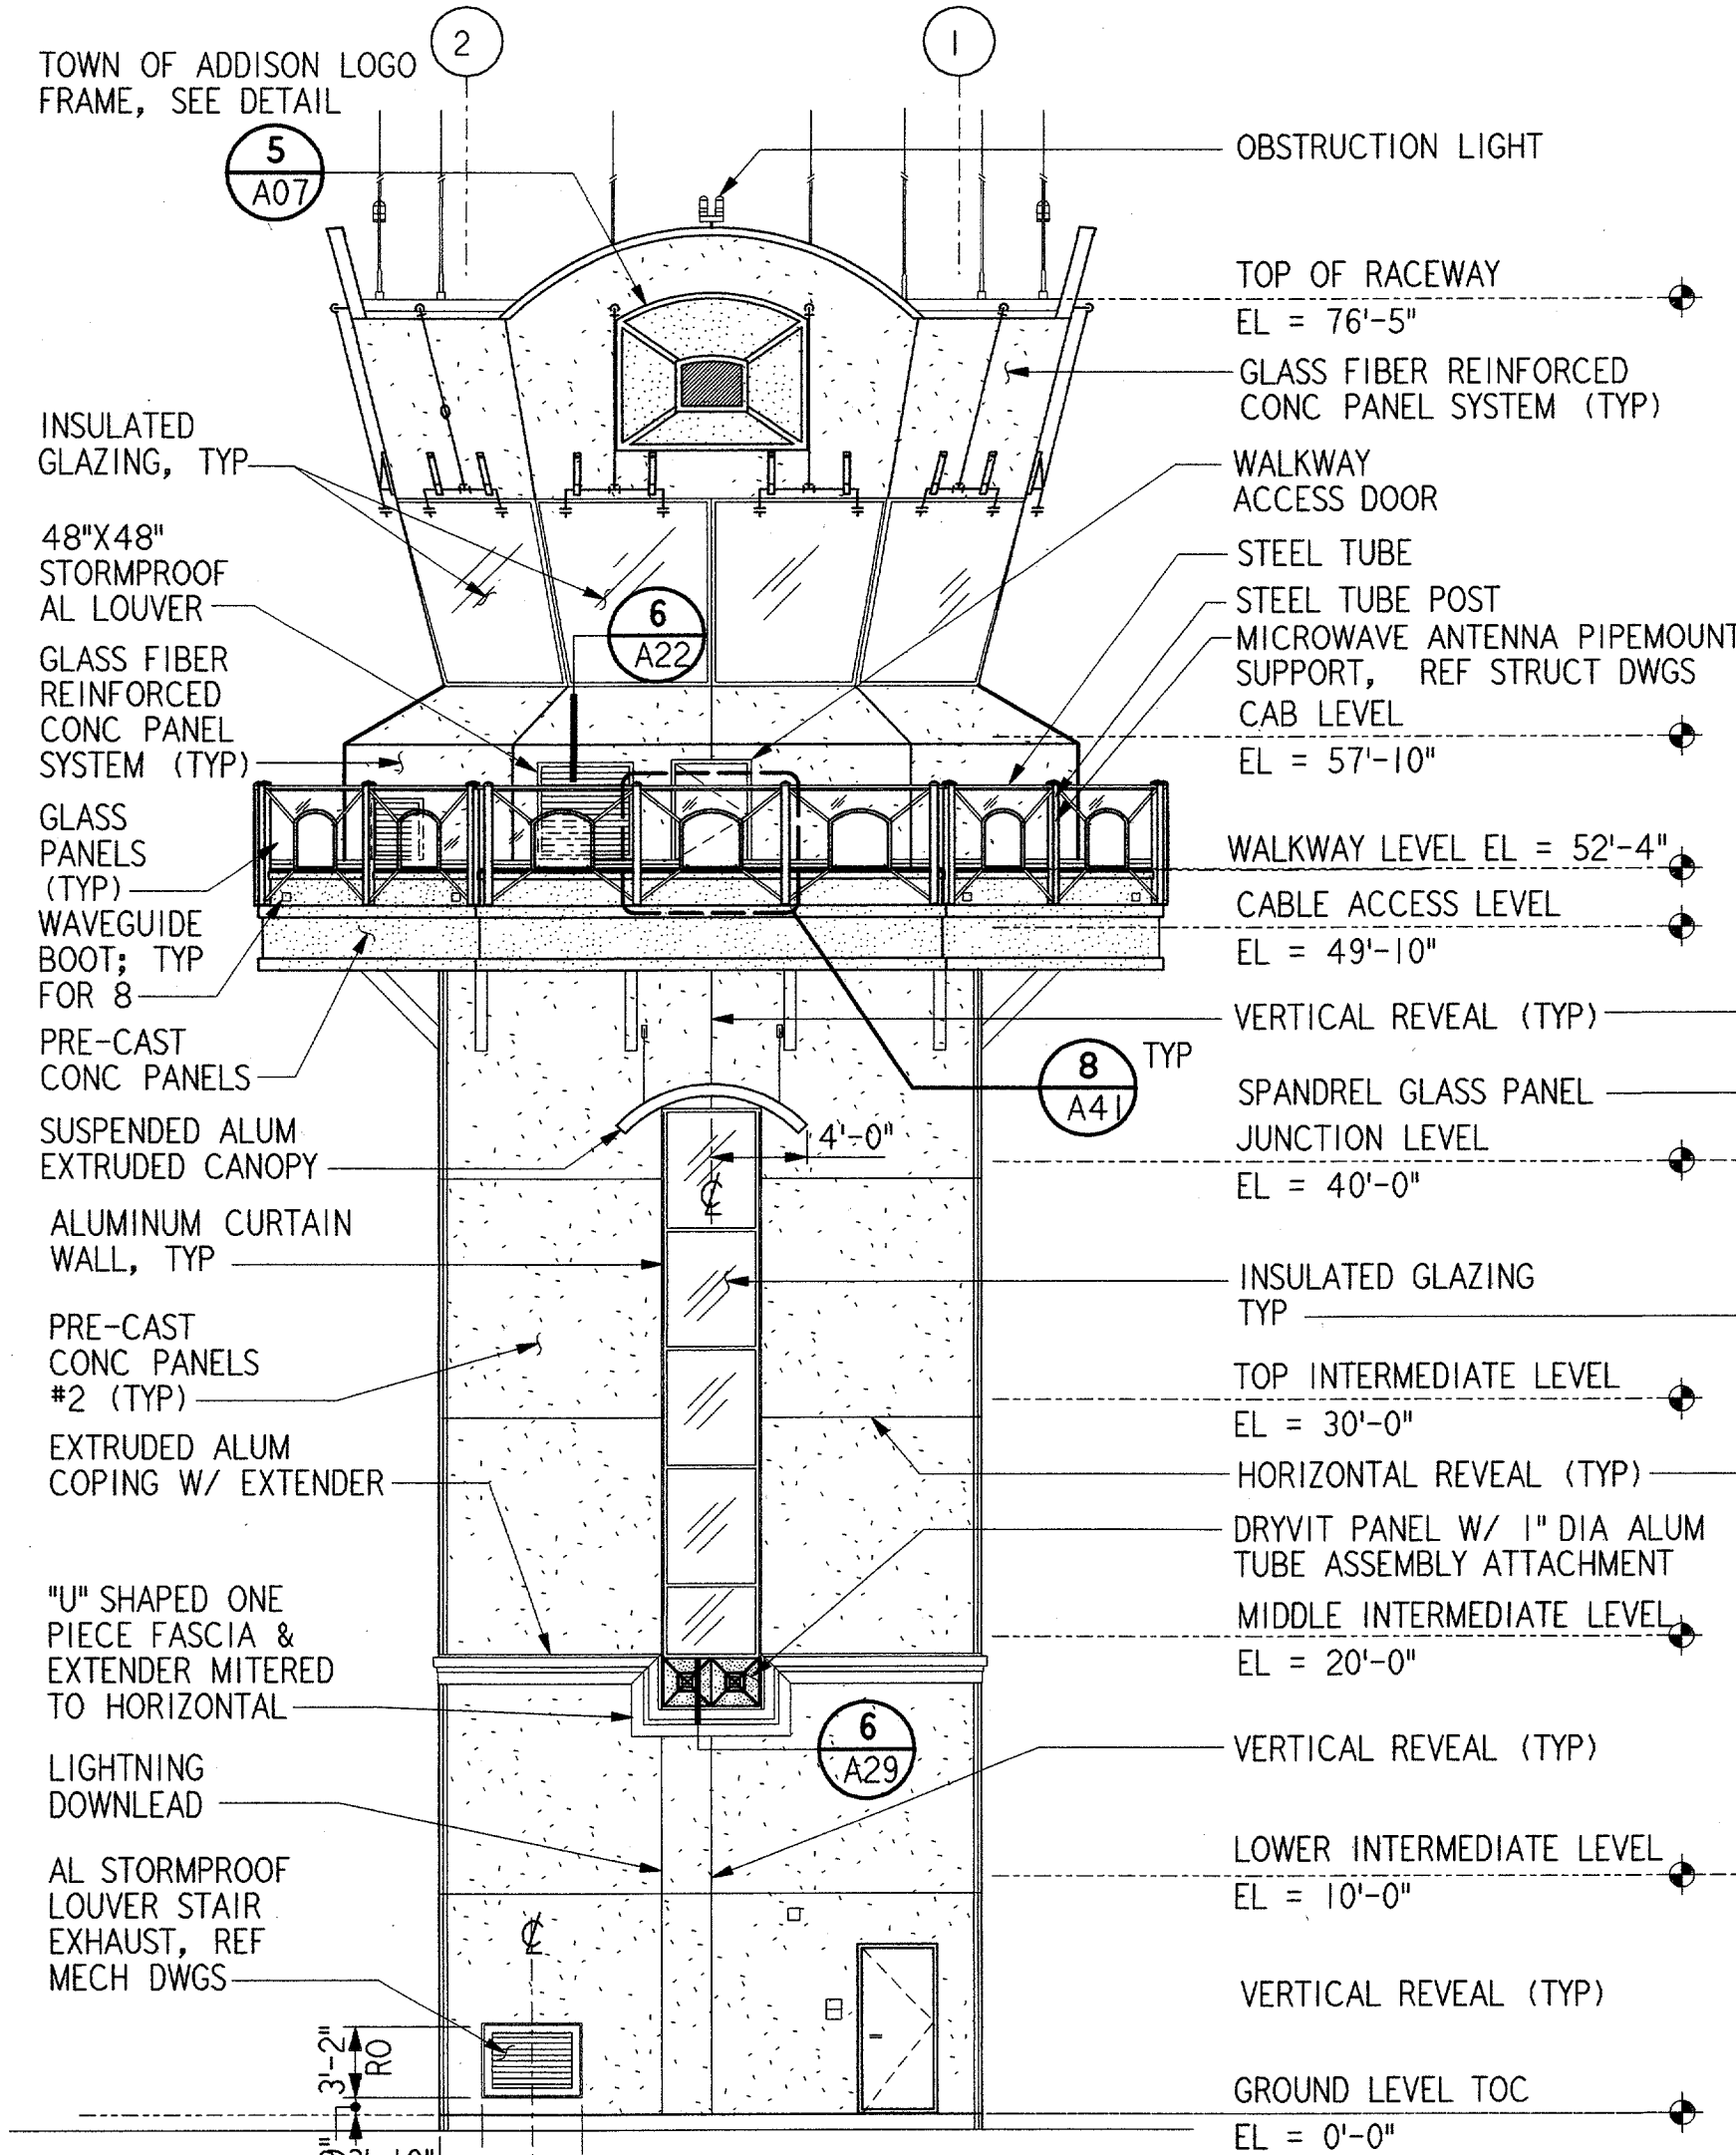 2
1
TOWN OF ADDISON LOGO
FRAME, SEE DETAIL
5
A07
OBSTRUCTION LIGHT
TOP OF RACEWAY
EL = 76'-5"
GLASS FIBER REINFORCED
CONC PANEL SYSTEM (TYP)
INSULATED
GLAZING, TYP
WALKWAY
ACCESS DOOR
48"X48"
STORMPROOF
AL LOUVER
STEEL TUBE
STEEL TUBE POST
6
A22
MICROWAVE ANTENNA PIPEMOUNT
SUPPORT, REF STRUCT DWGS
GLASS FIBER
REINFORCED
CONC PANEL
SYSTEM (TYP)
CAB LEVEL
EL = 57'-10"
GLASS
PANELS
(TYP)
WALKWAY LEVEL EL = 52'-4"
WAVEGUIDE
BOOT; TYP
FOR 8
CABLE ACCESS LEVEL
EL = 49'-10"
PRE-CAST
CONC PANELS
VERTICAL REVEAL (TYP)
8
A41
TYP
SPANDREL GLASS PANEL
SUSPENDED ALUM
EXTRUDED CANOPY
4'-0"
JUNCTION LEVEL
EL = 40'-0"
℄
ALUMINUM CURTAIN
WALL, TYP
INSULATED GLAZING
TYP
PRE-CAST
CONC PANELS
#2 (TYP)
TOP INTERMEDIATE LEVEL
EL = 30'-0"
EXTRUDED ALUM
COPING W/ EXTENDER
HORIZONTAL REVEAL (TYP)
DRYVIT PANEL W/ 1" DIA ALUM
TUBE ASSEMBLY ATTACHMENT
"U" SHAPED ONE
PIECE FASCIA &
EXTENDER MITERED
TO HORIZONTAL
MIDDLE INTERMEDIATE LEVEL
EL = 20'-0"
6
A29
VERTICAL REVEAL (TYP)
LIGHTNING
DOWNLEAD
LOWER INTERMEDIATE LEVEL
EL = 10'-0"
AL STORMPROOF
LOUVER STAIR
EXHAUST, REF
MECH DWGS
℄
VERTICAL REVEAL (TYP)
3'-2"
RO
GROUND LEVEL TOC
EL = 0'-0"